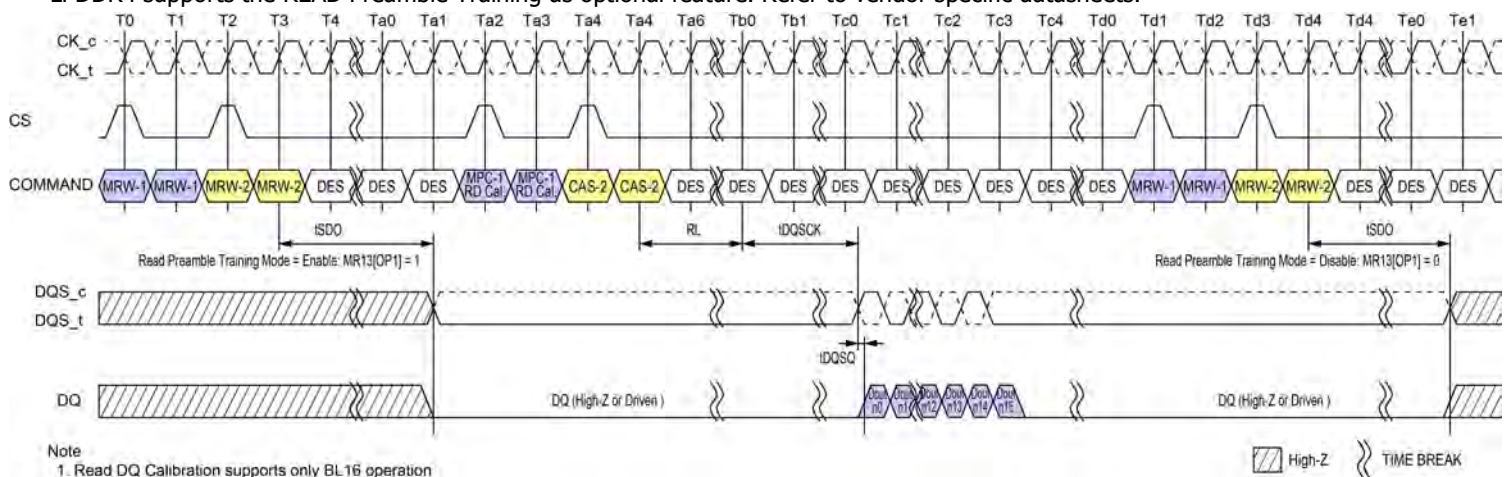 LPDDR4 supports the READ Preamble Training as optional feature. Refer to vendor specific datasheets.
T0 T1 T2 T3 T4 Ta0 Ta1 Ta2 Ta3 Ta4 Ta4 Ta6 Tb0 Tb1 Tc0 Tc1 Tc2 Tc3 Tc4 Td0 Td1 Td2 Td3 Td4 Td4 Te0 Te1
CK_c
CK_t
CS
COMMAND MRW-1 MRW-1 MRW-2 MRW-2 DES DES DES MPC-1 RD Cal. MPC-1 RD Cal. CAS-2 CAS-2 DES DES DES DES DES DES DES DES DES MRW-1 MRW-1 MRW-2 MRW-2 DES DES DES
tSDO RL tDQSCK tSDO
Read Preamble Training Mode = Enable: MR13[OP1] = 1 Read Preamble Training Mode = Disable: MR13[OP1] = 0
DQS_c
DQS_t
tDQSQ
DQ DQ (High-Z or Driven ) Dout n0 Dout n1 Dout n12 Dout n13 Dout n14 Dout n15 DQ (High-Z or Driven )
Note
1. Read DQ Calibration supports only BL16 operation
High-Z TIME BREAK